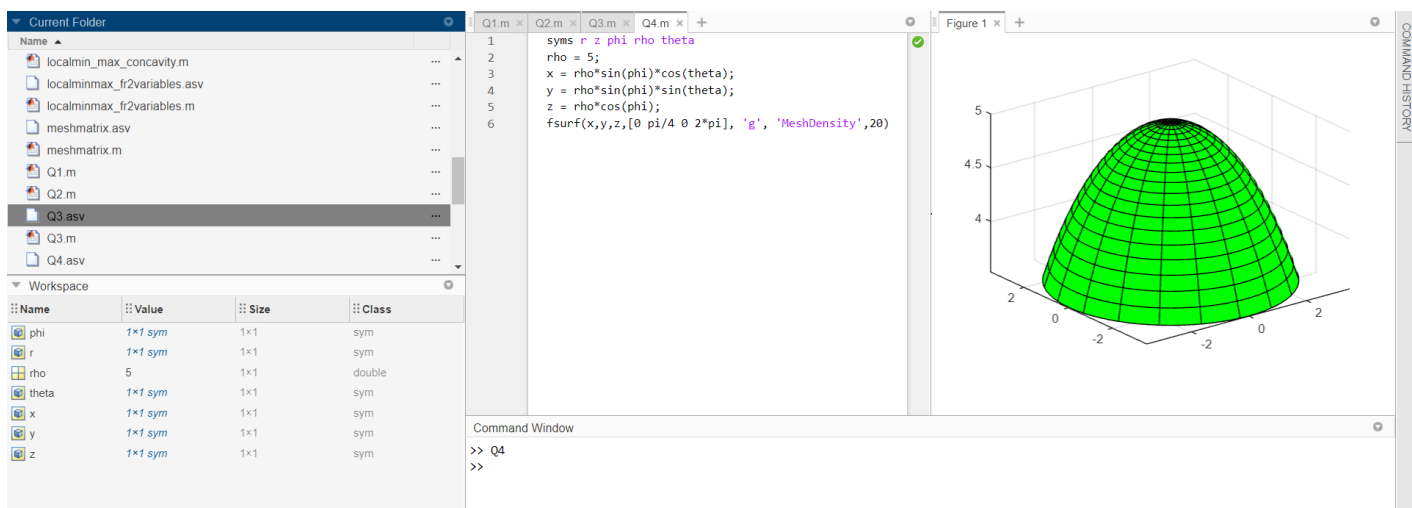 Current Folder
Name
localmin_max_concavity.m
localminmax_fr2variables.asv
localminmax_fr2variables.m
meshmatrix.asv
meshmatrix.m
Q1.m
Q2.m
Q3.asv
Q3.m
Q4.asv
Workspace
Name Value Size Class
phi 1×1 sym 1×1 sym
r 1×1 sym 1×1 sym
rho 5 1×1 double
theta 1×1 sym 1×1 sym
x 1×1 sym 1×1 sym
y 1×1 sym 1×1 sym
z 1×1 sym 1×1 sym
Q1.m × Q2.m × Q3.m × Q4.m × +
1 syms r z phi rho theta
2 rho = 5;
3 x = rho*sin(phi)*cos(theta);
4 y = rho*sin(phi)*sin(theta);
5 z = rho*cos(phi);
6 fsurf(x,y,z,[0 pi/4 0 2*pi], 'g', 'MeshDensity',20)
Figure 1 × +
5
4.5
4
2
0
-2
-2
0
2
COMMAND HISTORY
Command Window
>> Q4
>>